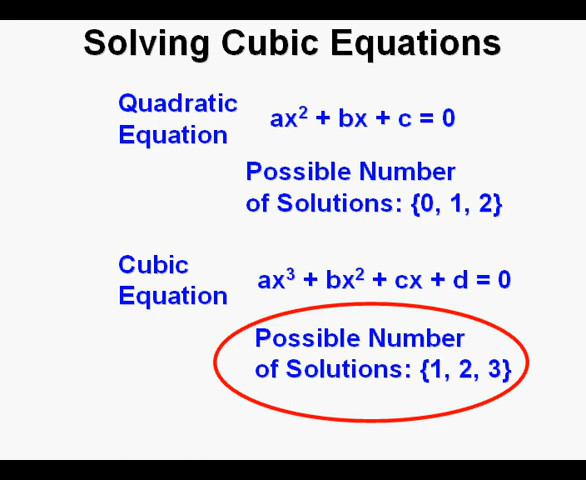 Solving Cubic Equations
Quadratic
Equation
ax² + bx + c = 0
Possible Number
of Solutions: {0, 1, 2}
Cubic
Equation
ax³ + bx² + cx + d = 0
Possible Number
of Solutions: {1, 2, 3}